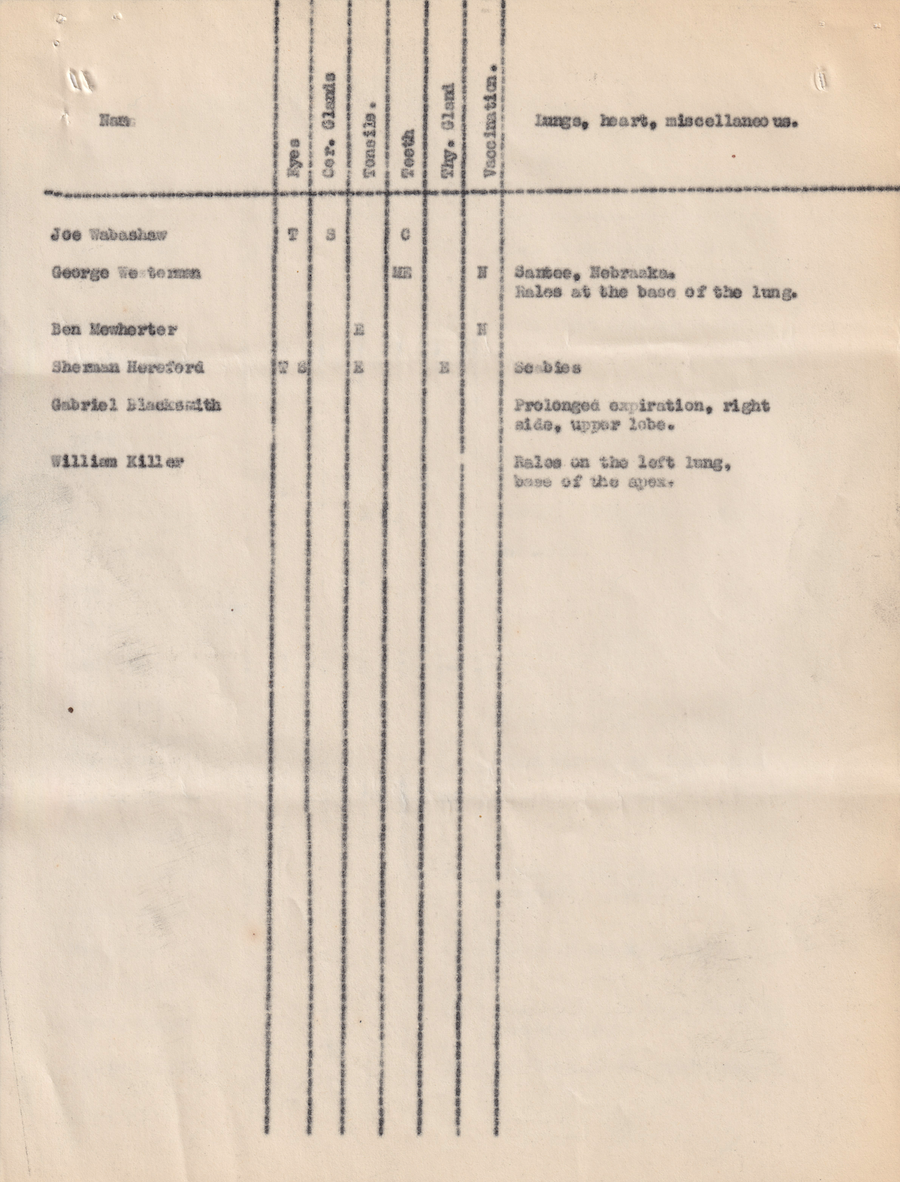 Name Eyes Cer. Glands Tonsils. Teeth Thy. Gland Vaccination. Lungs, heart, miscellaneous.
Joe Wabashaw T S C
George Westerman ME N Santee, Nebraska.
Rales at the base of the lung.
Ben Mewherter E N
Sherman Hereford T S E E Scabies
Gabriel Blacksmith Prolonged expiration, right
side, upper lobe.
William Killer Rales on the left lung,
base of the apex.